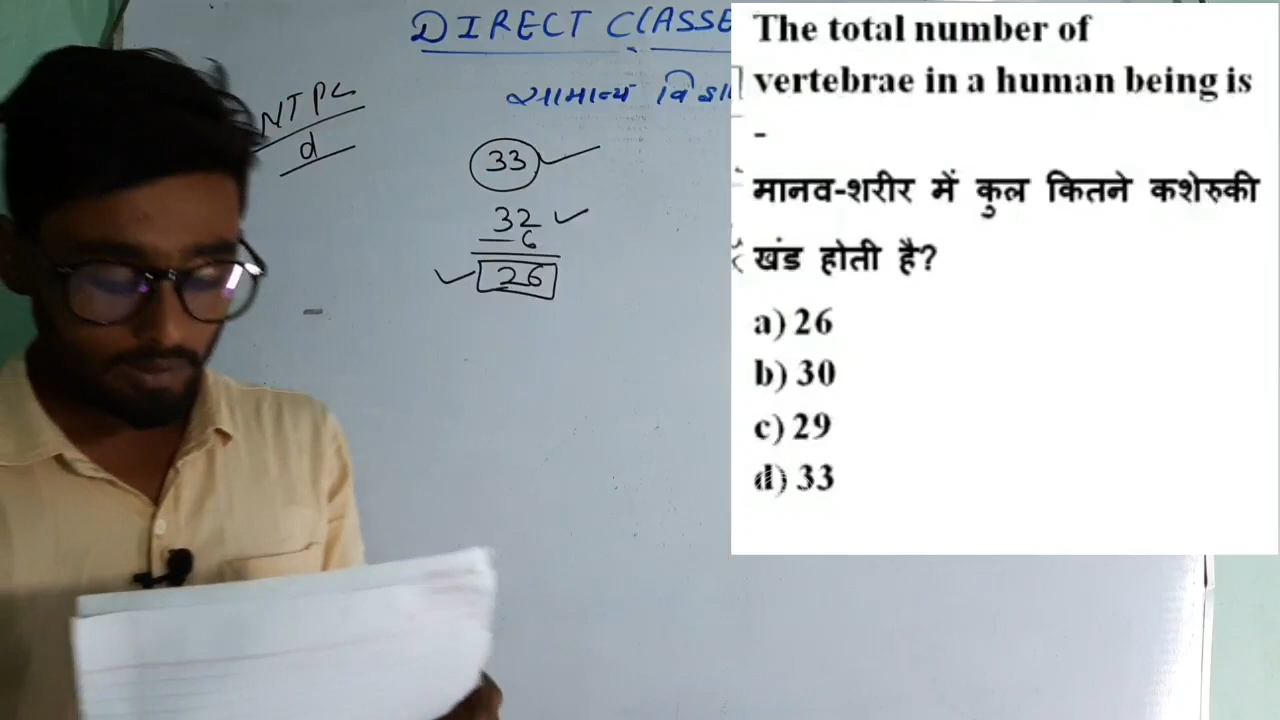 DIRECT ClASSE
सामान्य
NTPC
d
33
32
6
26
The total number of
vertebrae in a human being is
-
मानव-शरीर में कुल कितने कशेरुकी
खंड होती है?
a) 26
b) 30
c) 29
d) 33